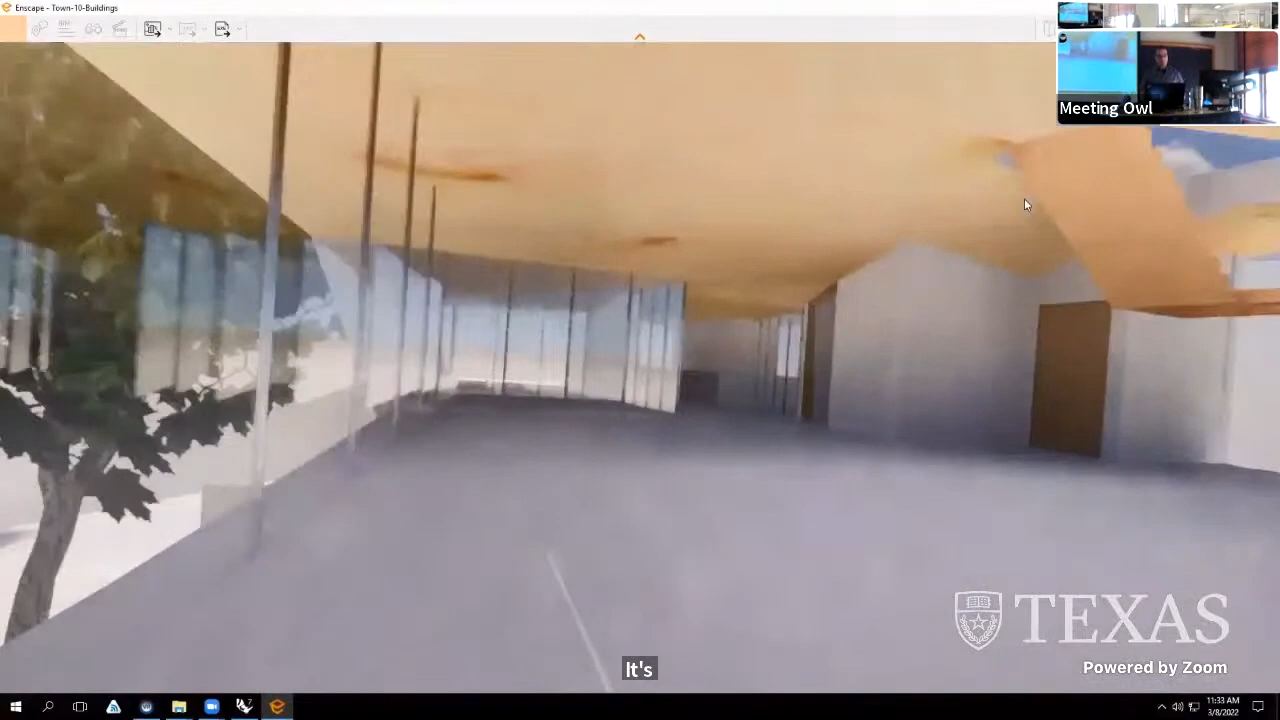 Enscape - Town-10-Buildings
Meeting Owl
TEXAS
Powered by Zoom
It's
11:33 AM
3/8/2022